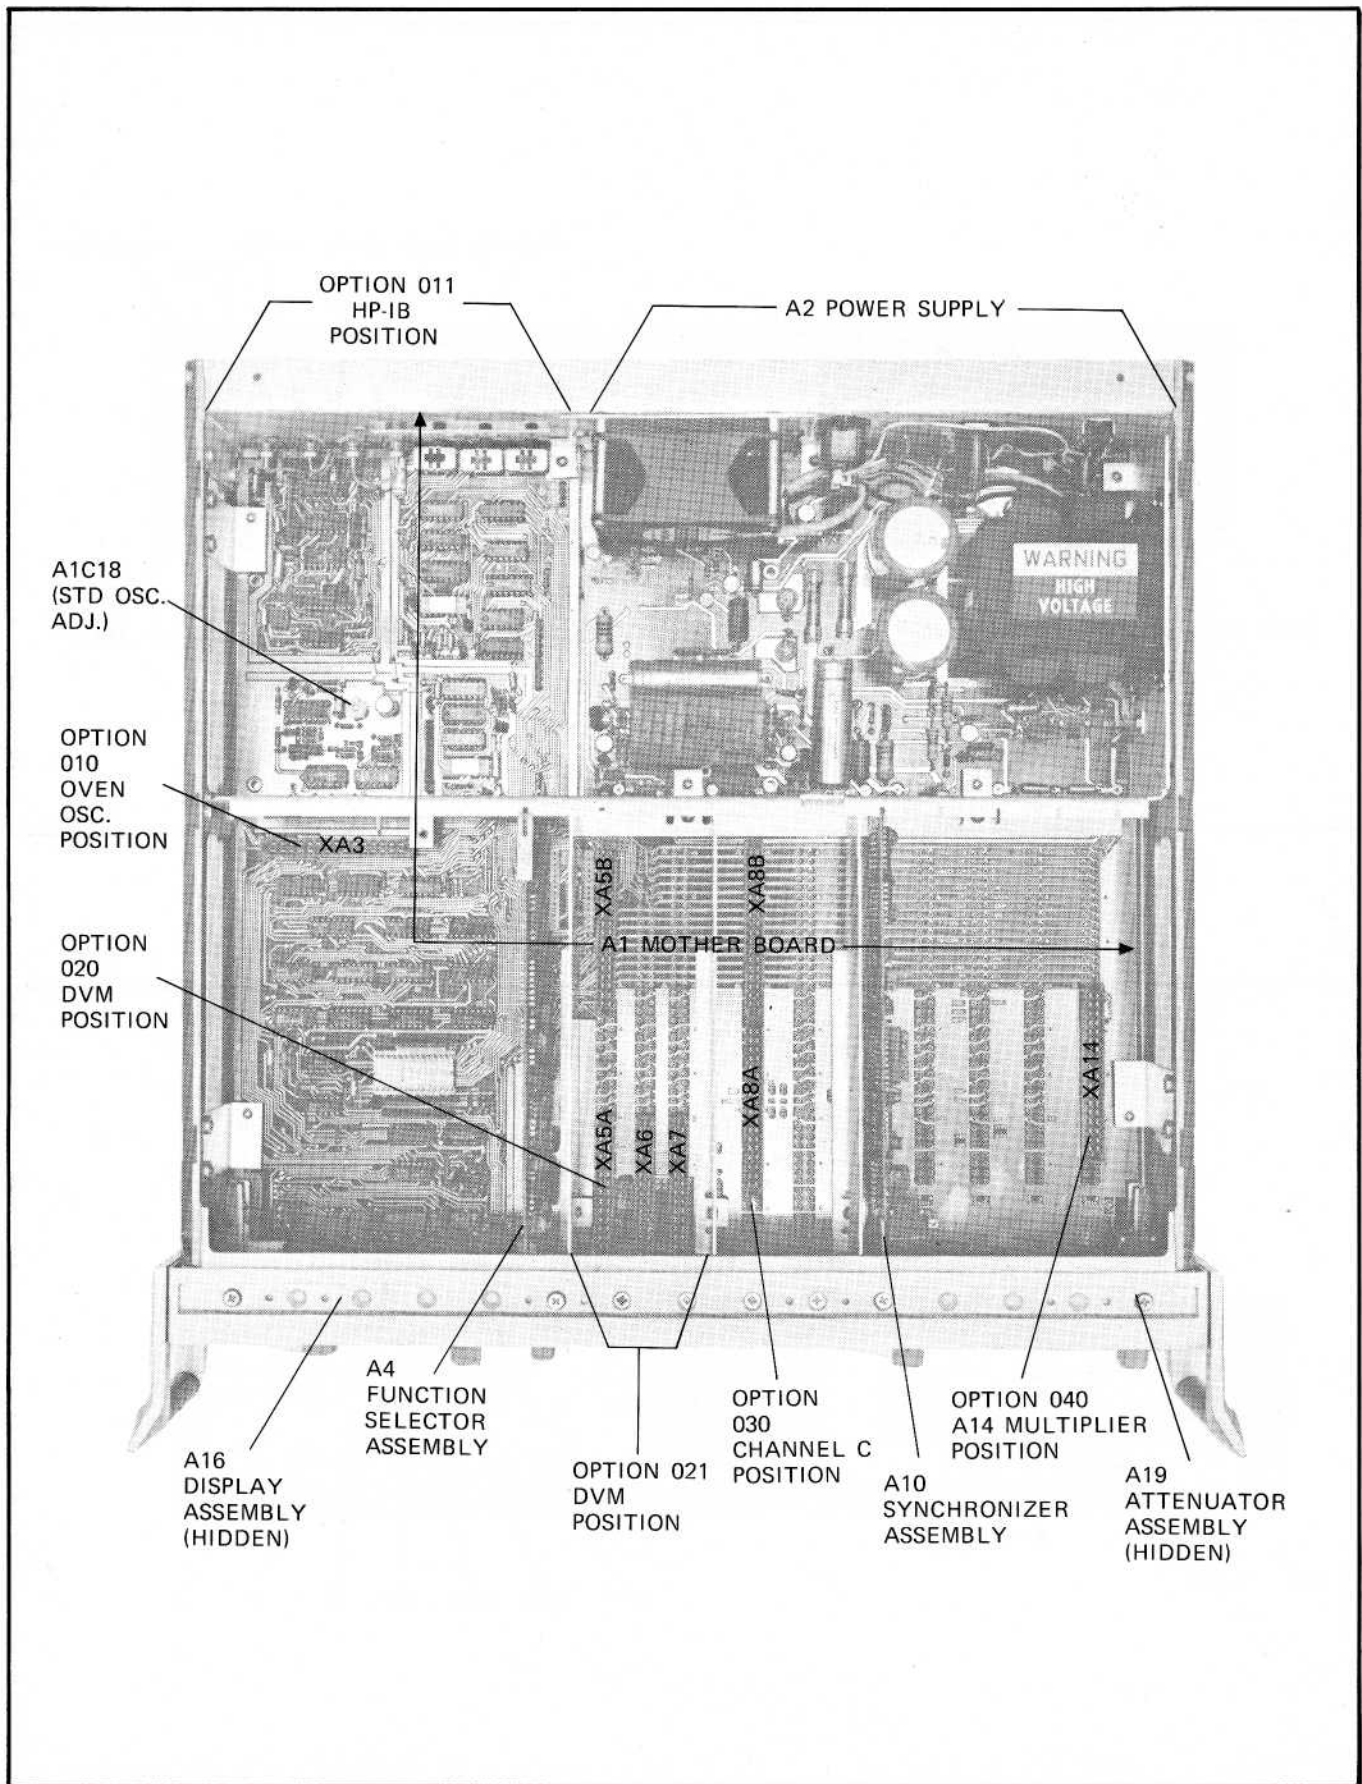 OPTION 011
HP-IB
POSITION
A2 POWER SUPPLY
WARNING
HIGH
VOLTAGE
A1C18
(STD OSC.
ADJ.)
OPTION
010
OVEN
OSC.
POSITION
XA3
XA5B
XA8B
OPTION
020
DVM
POSITION
A1 MOTHER BOARD
XA5A
XA6
XA7
XA8A
XA14
A16
DISPLAY
ASSEMBLY
(HIDDEN)
A4
FUNCTION
SELECTOR
ASSEMBLY
OPTION 021
DVM
POSITION
OPTION
030
CHANNEL C
POSITION
A10
SYNCHRONIZER
ASSEMBLY
OPTION 040
A14 MULTIPLIER
POSITION
A19
ATTENUATOR
ASSEMBLY
(HIDDEN)